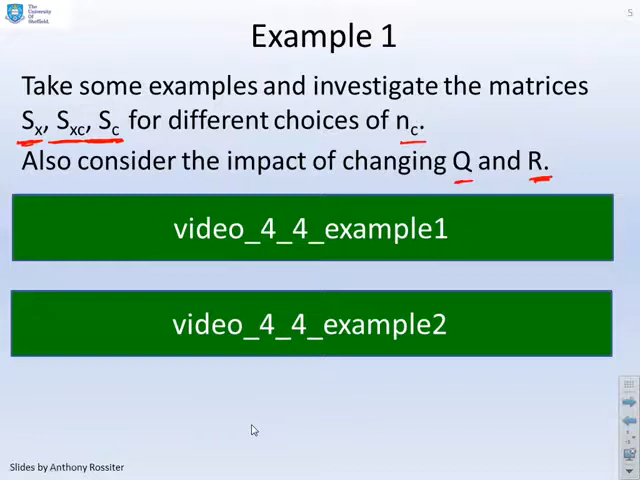 The
University
Of
Sheffield.
5
Example 1
Take some examples and investigate the matrices
Sx, Sxc, Sc for different choices of nc.
Also consider the impact of changing Q and R.
video_4_4_example1
video_4_4_example2
Slides by Anthony Rossiter